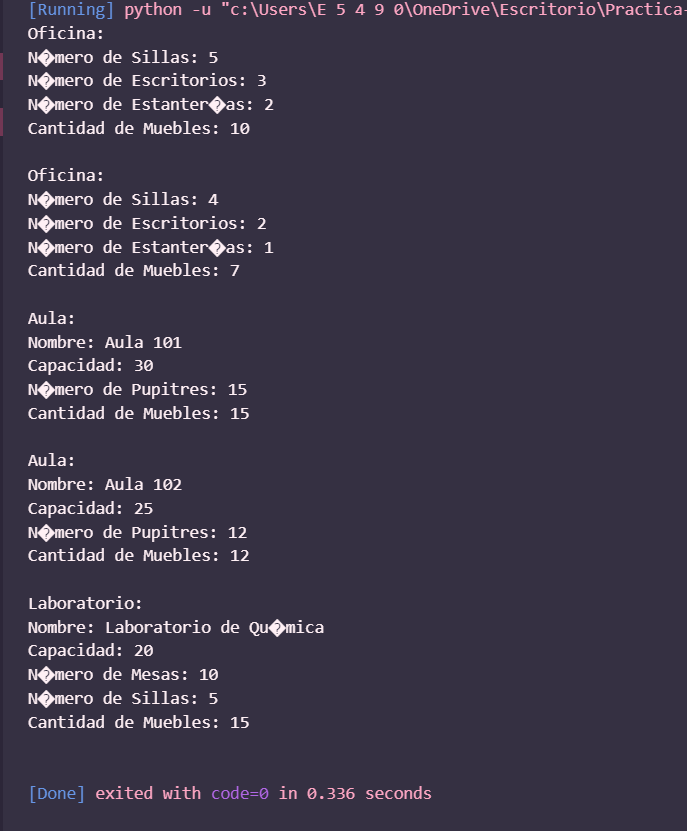 [Running] python -u "c:\Users\E 5 4 9 0\OneDrive\Escritorio\Practica-
Oficina:
N�mero de Sillas: 5
N�mero de Escritorios: 3
N�mero de Estanter�as: 2
Cantidad de Muebles: 10
Oficina:
N�mero de Sillas: 4
N�mero de Escritorios: 2
N�mero de Estanter�as: 1
Cantidad de Muebles: 7
Aula:
Nombre: Aula 101
Capacidad: 30
N�mero de Pupitres: 15
Cantidad de Muebles: 15
Aula:
Nombre: Aula 102
Capacidad: 25
N�mero de Pupitres: 12
Cantidad de Muebles: 12
Laboratorio:
Nombre: Laboratorio de Qu�mica
Capacidad: 20
N�mero de Mesas: 10
N�mero de Sillas: 5
Cantidad de Muebles: 15
[Done] exited with code=0 in 0.336 seconds